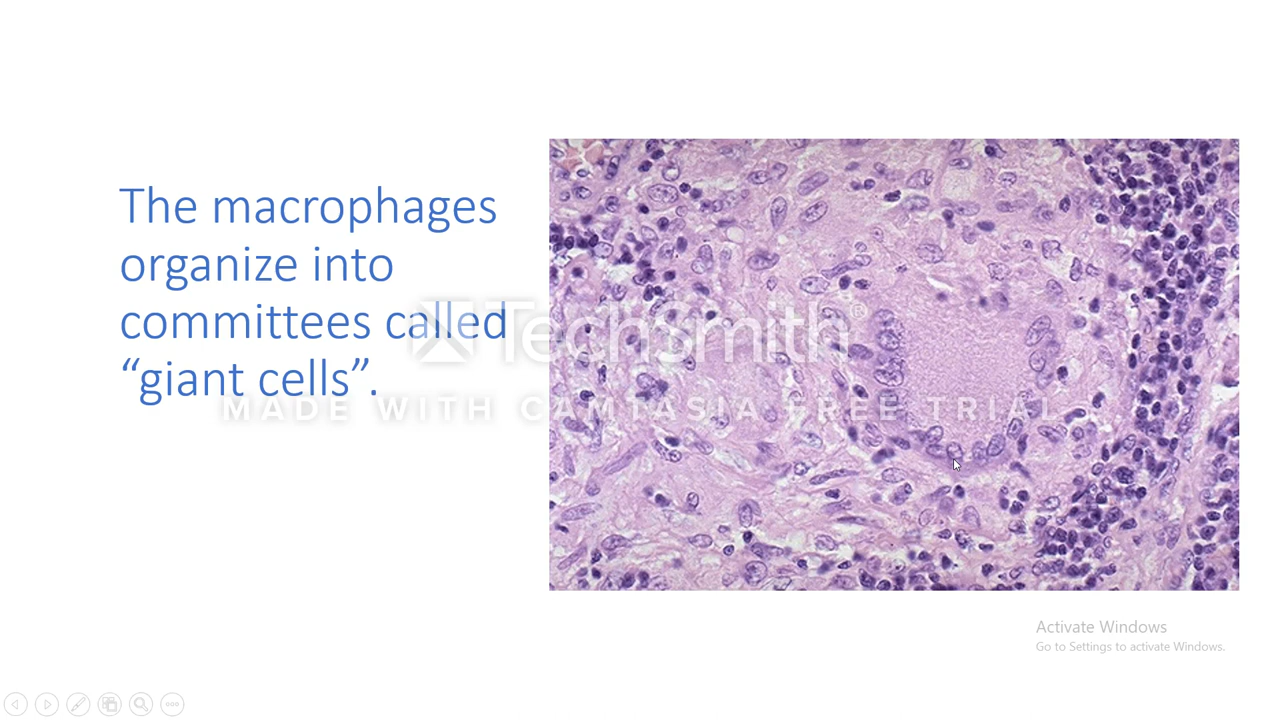 The macrophages
organize into
committees called
“giant cells”.
TechSmith®
MADE WITH CAMTASIA FREE TRIAL
Activate Windows
Go to Settings to activate Windows.